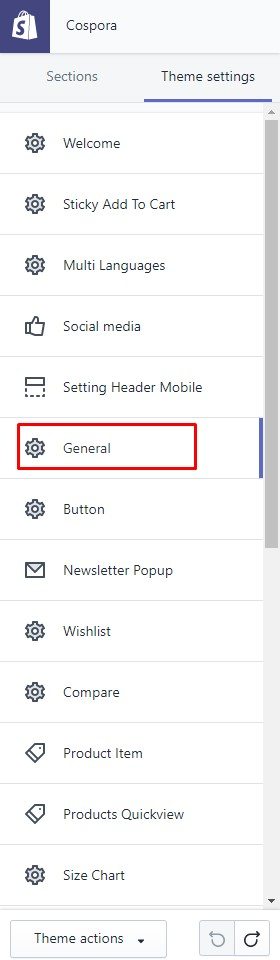 Cospora
Sections Theme settings
Welcome
Sticky Add To Cart
Multi Languages
Social media
Setting Header Mobile
General
Button
Newsletter Popup
Wishlist
Compare
Product Item
Products Quickview
Size Chart
Theme actions